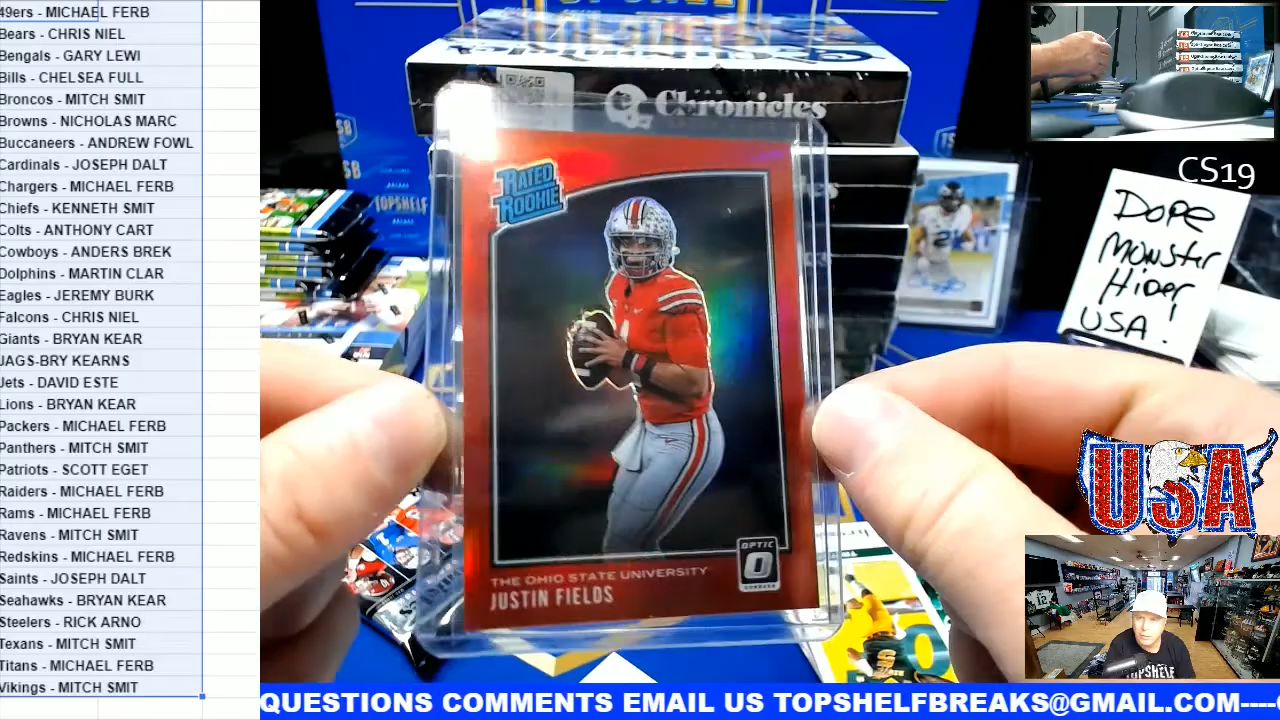 49ers - MICHAEL FERB
Bears - CHRIS NIEL
Bengals - GARY LEWI
Bills - CHELSEA FULL
Broncos - MITCH SMIT
Browns - NICHOLAS MARC
Buccaneers - ANDREW FOWL
Cardinals - JOSEPH DALT
Chargers - MICHAEL FERB
Chiefs - KENNETH SMIT
Colts - ANTHONY CART
Cowboys - ANDERS BREK
Dolphins - MARTIN CLAR
Eagles - JEREMY BURK
Falcons - CHRIS NIEL
Giants - BRYAN KEAR
JAGS-BRY KEARNS
Jets - DAVID ESTE
Lions - BRYAN KEAR
Packers - MICHAEL FERB
Panthers - MITCH SMIT
Patriots - SCOTT EGET
Raiders - MICHAEL FERB
Rams - MICHAEL FERB
Ravens - MITCH SMIT
Redskins - MICHAEL FERB
Saints - JOSEPH DALT
Seahawks - BRYAN KEAR
Steelers - RICK ARNO
Texans - MITCH SMIT
Titans - MICHAEL FERB
Vikings - MITCH SMIT
Chronicles
TOPSHELF
RATED
ROOKIE
OPTIC
THE OHIO STATE UNIVERSITY
JUSTIN FIELDS
CS19
DOPE
MONSTER
Hider
USA!
USA
TOPSHELF
QUESTIONS COMMENTS EMAIL US TOPSHELFBREAKS@GMAIL.COM----